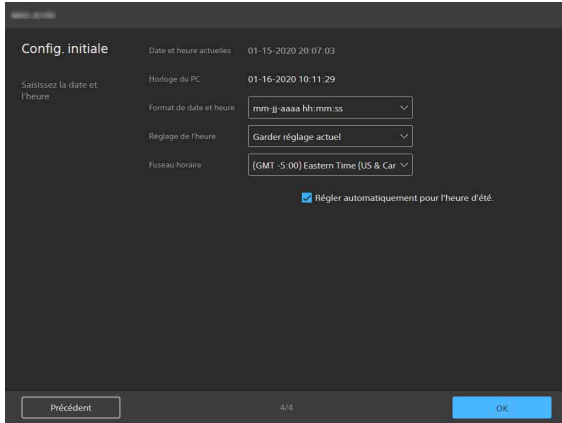 Config. initiale
Saisissez la date et
l'heure
Date et heure actuelles 01-15-2020 20:07:03
Horloge du PC 01-16-2020 10:11:29
Format de date et heure mm-jj-aaaa hh:mm:ss
Réglage de l'heure Garder réglage actuel
Fuseau horaire (GMT -5:00) Eastern Time (US & Car
Régler automatiquement pour l'heure d'été.
Précédent 4/4 OK